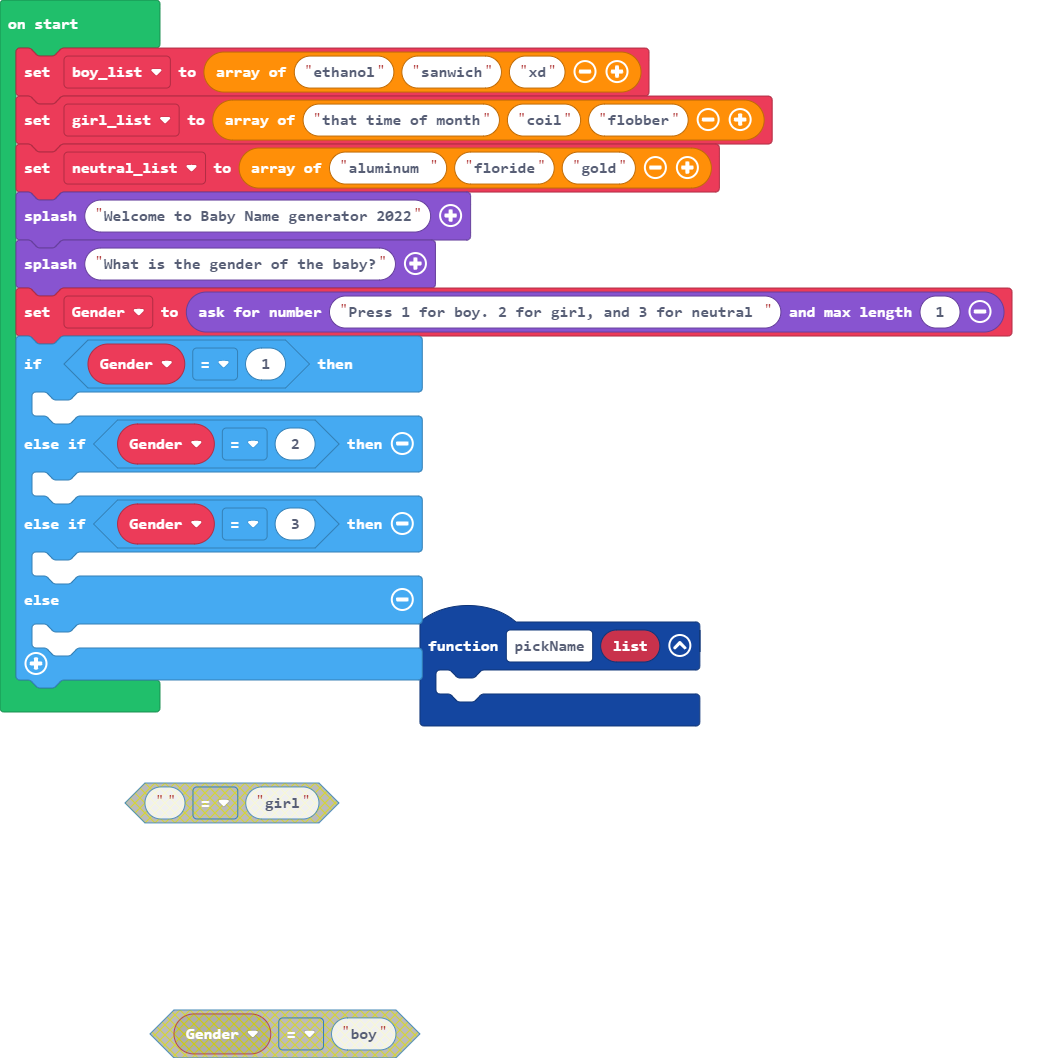 on start
set boy_list to array of "ethanol" "sanwich" "xd"
set girl_list to array of "that time of month" "coil" "flobber"
set neutral_list to array of "aluminum " "floride" "gold"
splash "Welcome to Baby Name generator 2022"
splash "What is the gender of the baby?"
set Gender to ask for number "Press 1 for boy. 2 for girl, and 3 for neutral " and max length 1
if Gender = 1 then
else if Gender = 2 then
else if Gender = 3 then
else
function pickName list
"" = "girl"
Gender = "boy"